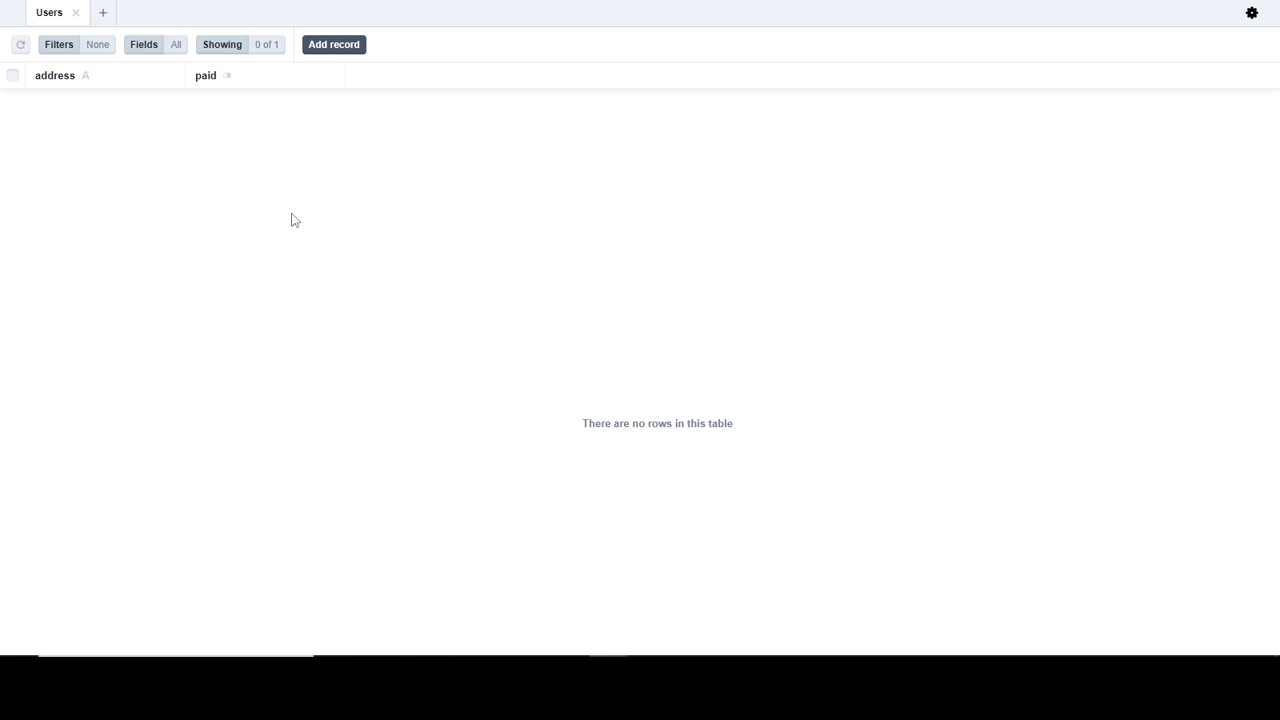 Users
Filters None Fields All Showing 0 of 1 Add record
address A paid
There are no rows in this table